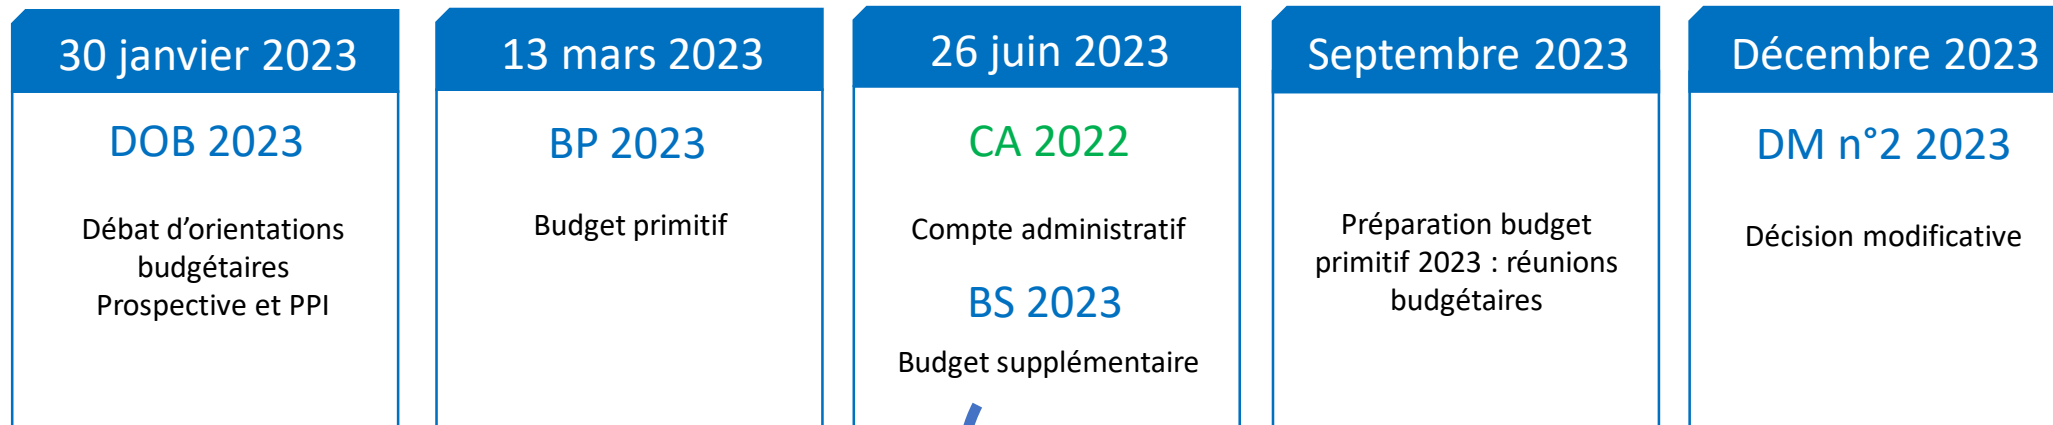 30 janvier 2023
DOB 2023
Débat d’orientations
budgétaires
Prospective et PPI
13 mars 2023
BP 2023
Budget primitif
26 juin 2023
CA 2022
Compte administratif
BS 2023
Budget supplémentaire
Septembre 2023
Préparation budget
primitif 2023 : réunions
budgétaires
Décembre 2023
DM n°2 2023
Décision modificative